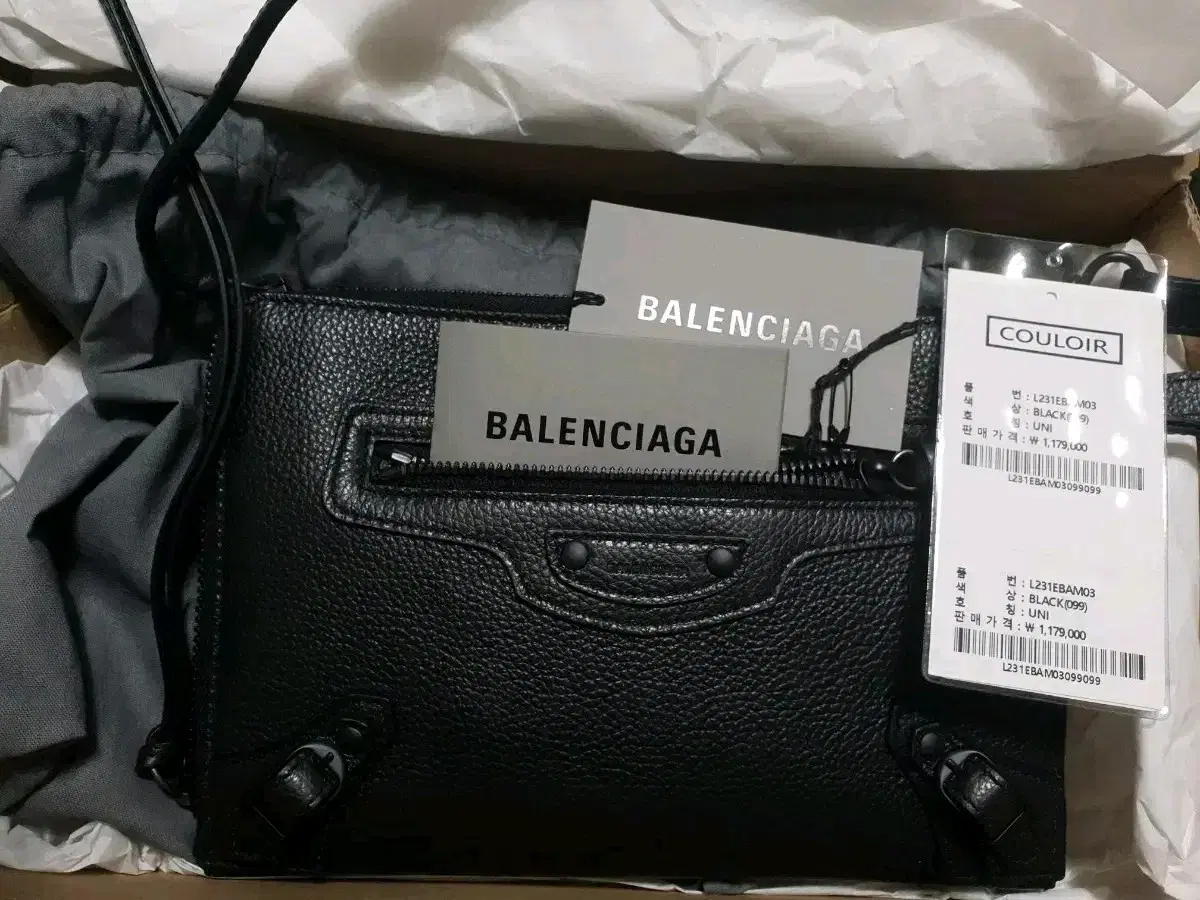 BALENCIAGA
BALENCIAGA
COULOIR
품 번 : L231EBAM03
색 상 : BLACK(099)
호 칭 : UNI
판 매 가 격 : ₩ 1,179,000
L231EBAM03099099
품 번 : L231EBAM03
색 상 : BLACK(099)
호 칭 : UNI
판 매 가 격 : ₩ 1,179,000
L231EBAM03099099